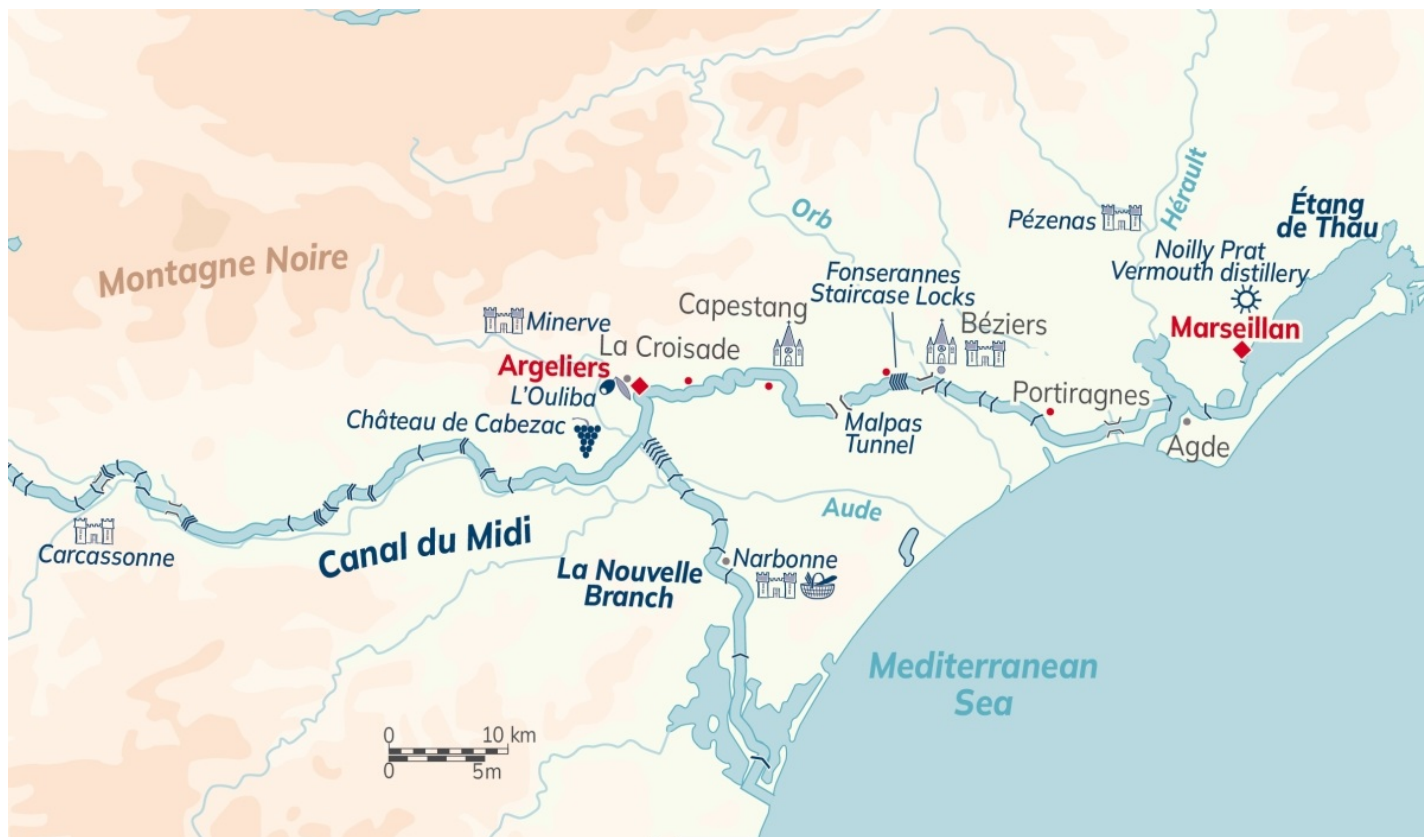 Montagne Noire
Orb
Hérault
Pézenas
Étang
de Thau
Noilly Prat
Vermouth distillery
Marseillan
Fonserannes
Staircase Locks
Capestang
Béziers
Minerve
La Croisade
Argeliers
L'Ouliba
Château de Cabezac
Malpas
Tunnel
Portiragnes
Agde
Carcassonne
Canal du Midi
Aude
La Nouvelle
Branch
Narbonne
Mediterranean
Sea
0 10 km
0 5m